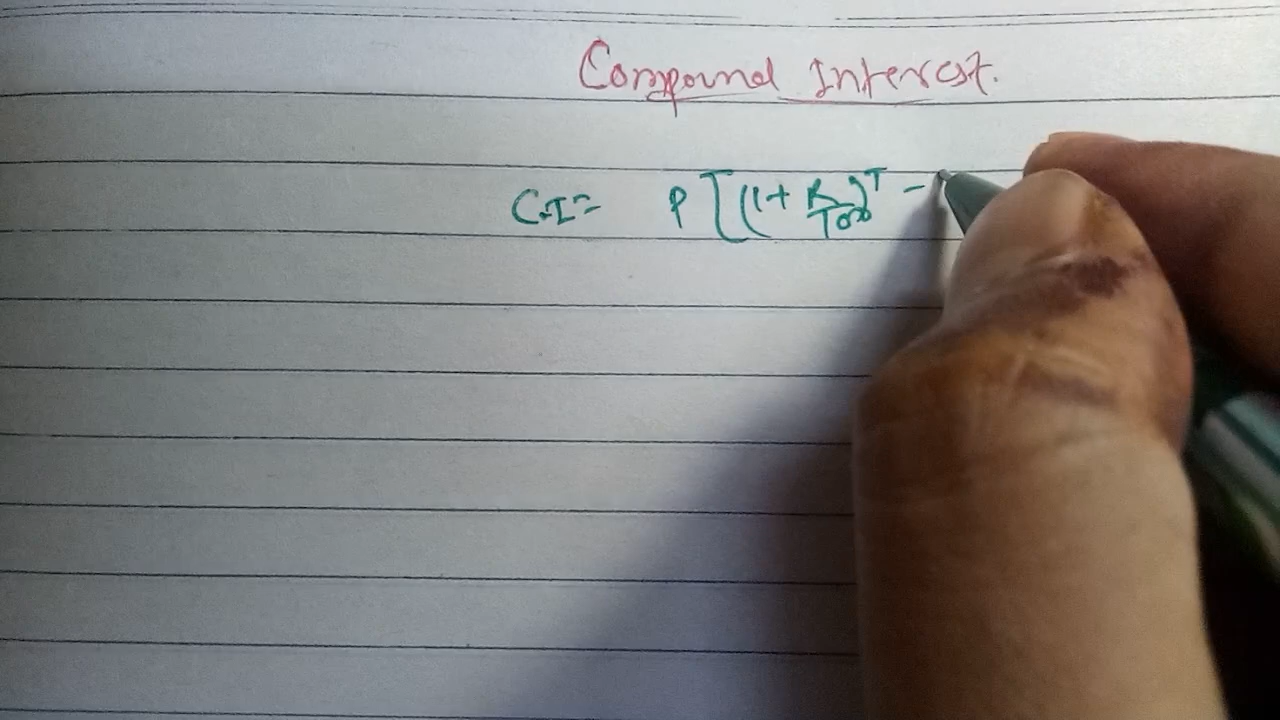 Compound Interest.
C.I = P [(1 + R/100)^T -